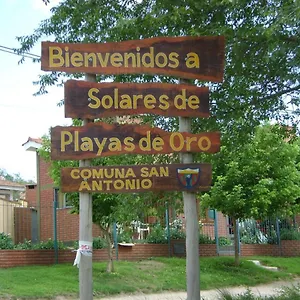 Bienvenidos a
Solares de
Playas de Oro
COMUNA SAN
ANTONIO